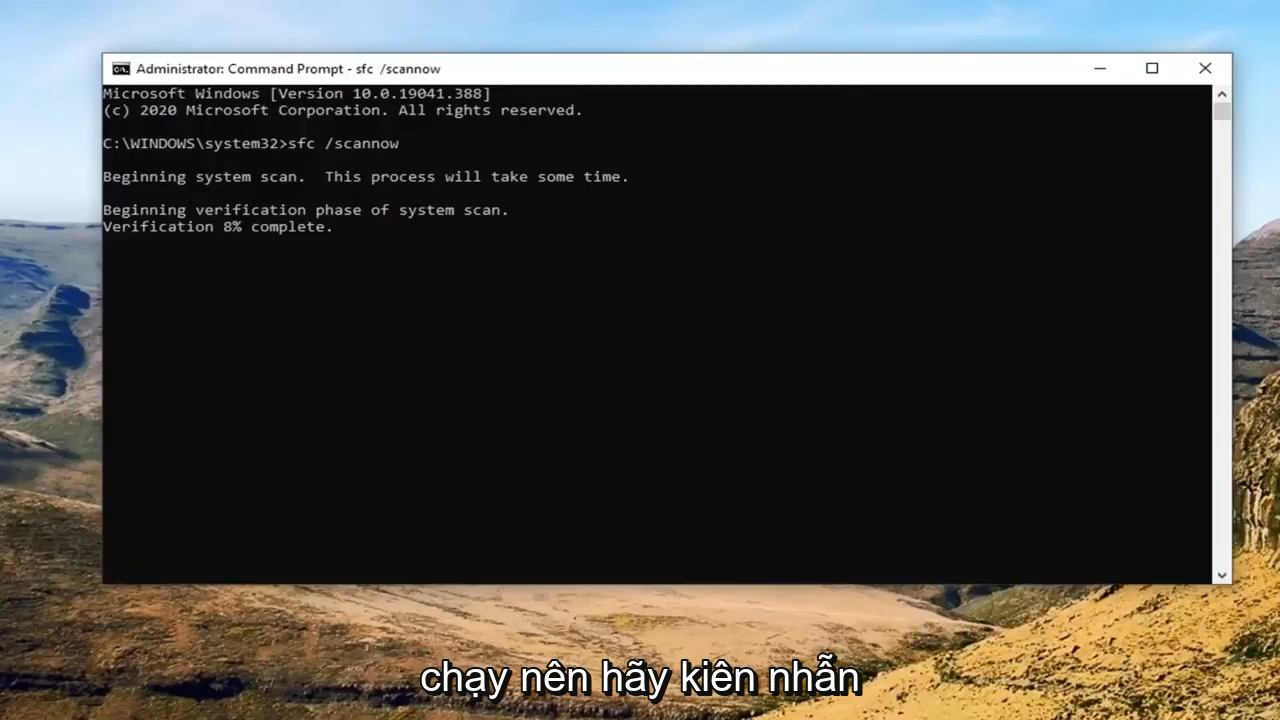 Administrator: Command Prompt - sfc /scannow
Microsoft Windows [Version 10.0.19041.388]
(c) 2020 Microsoft Corporation. All rights reserved.
C:\WINDOWS\system32>sfc /scannow
Beginning system scan.  This process will take some time.
Beginning verification phase of system scan.
Verification 8% complete.
chạy nên hãy kiên nhẫn